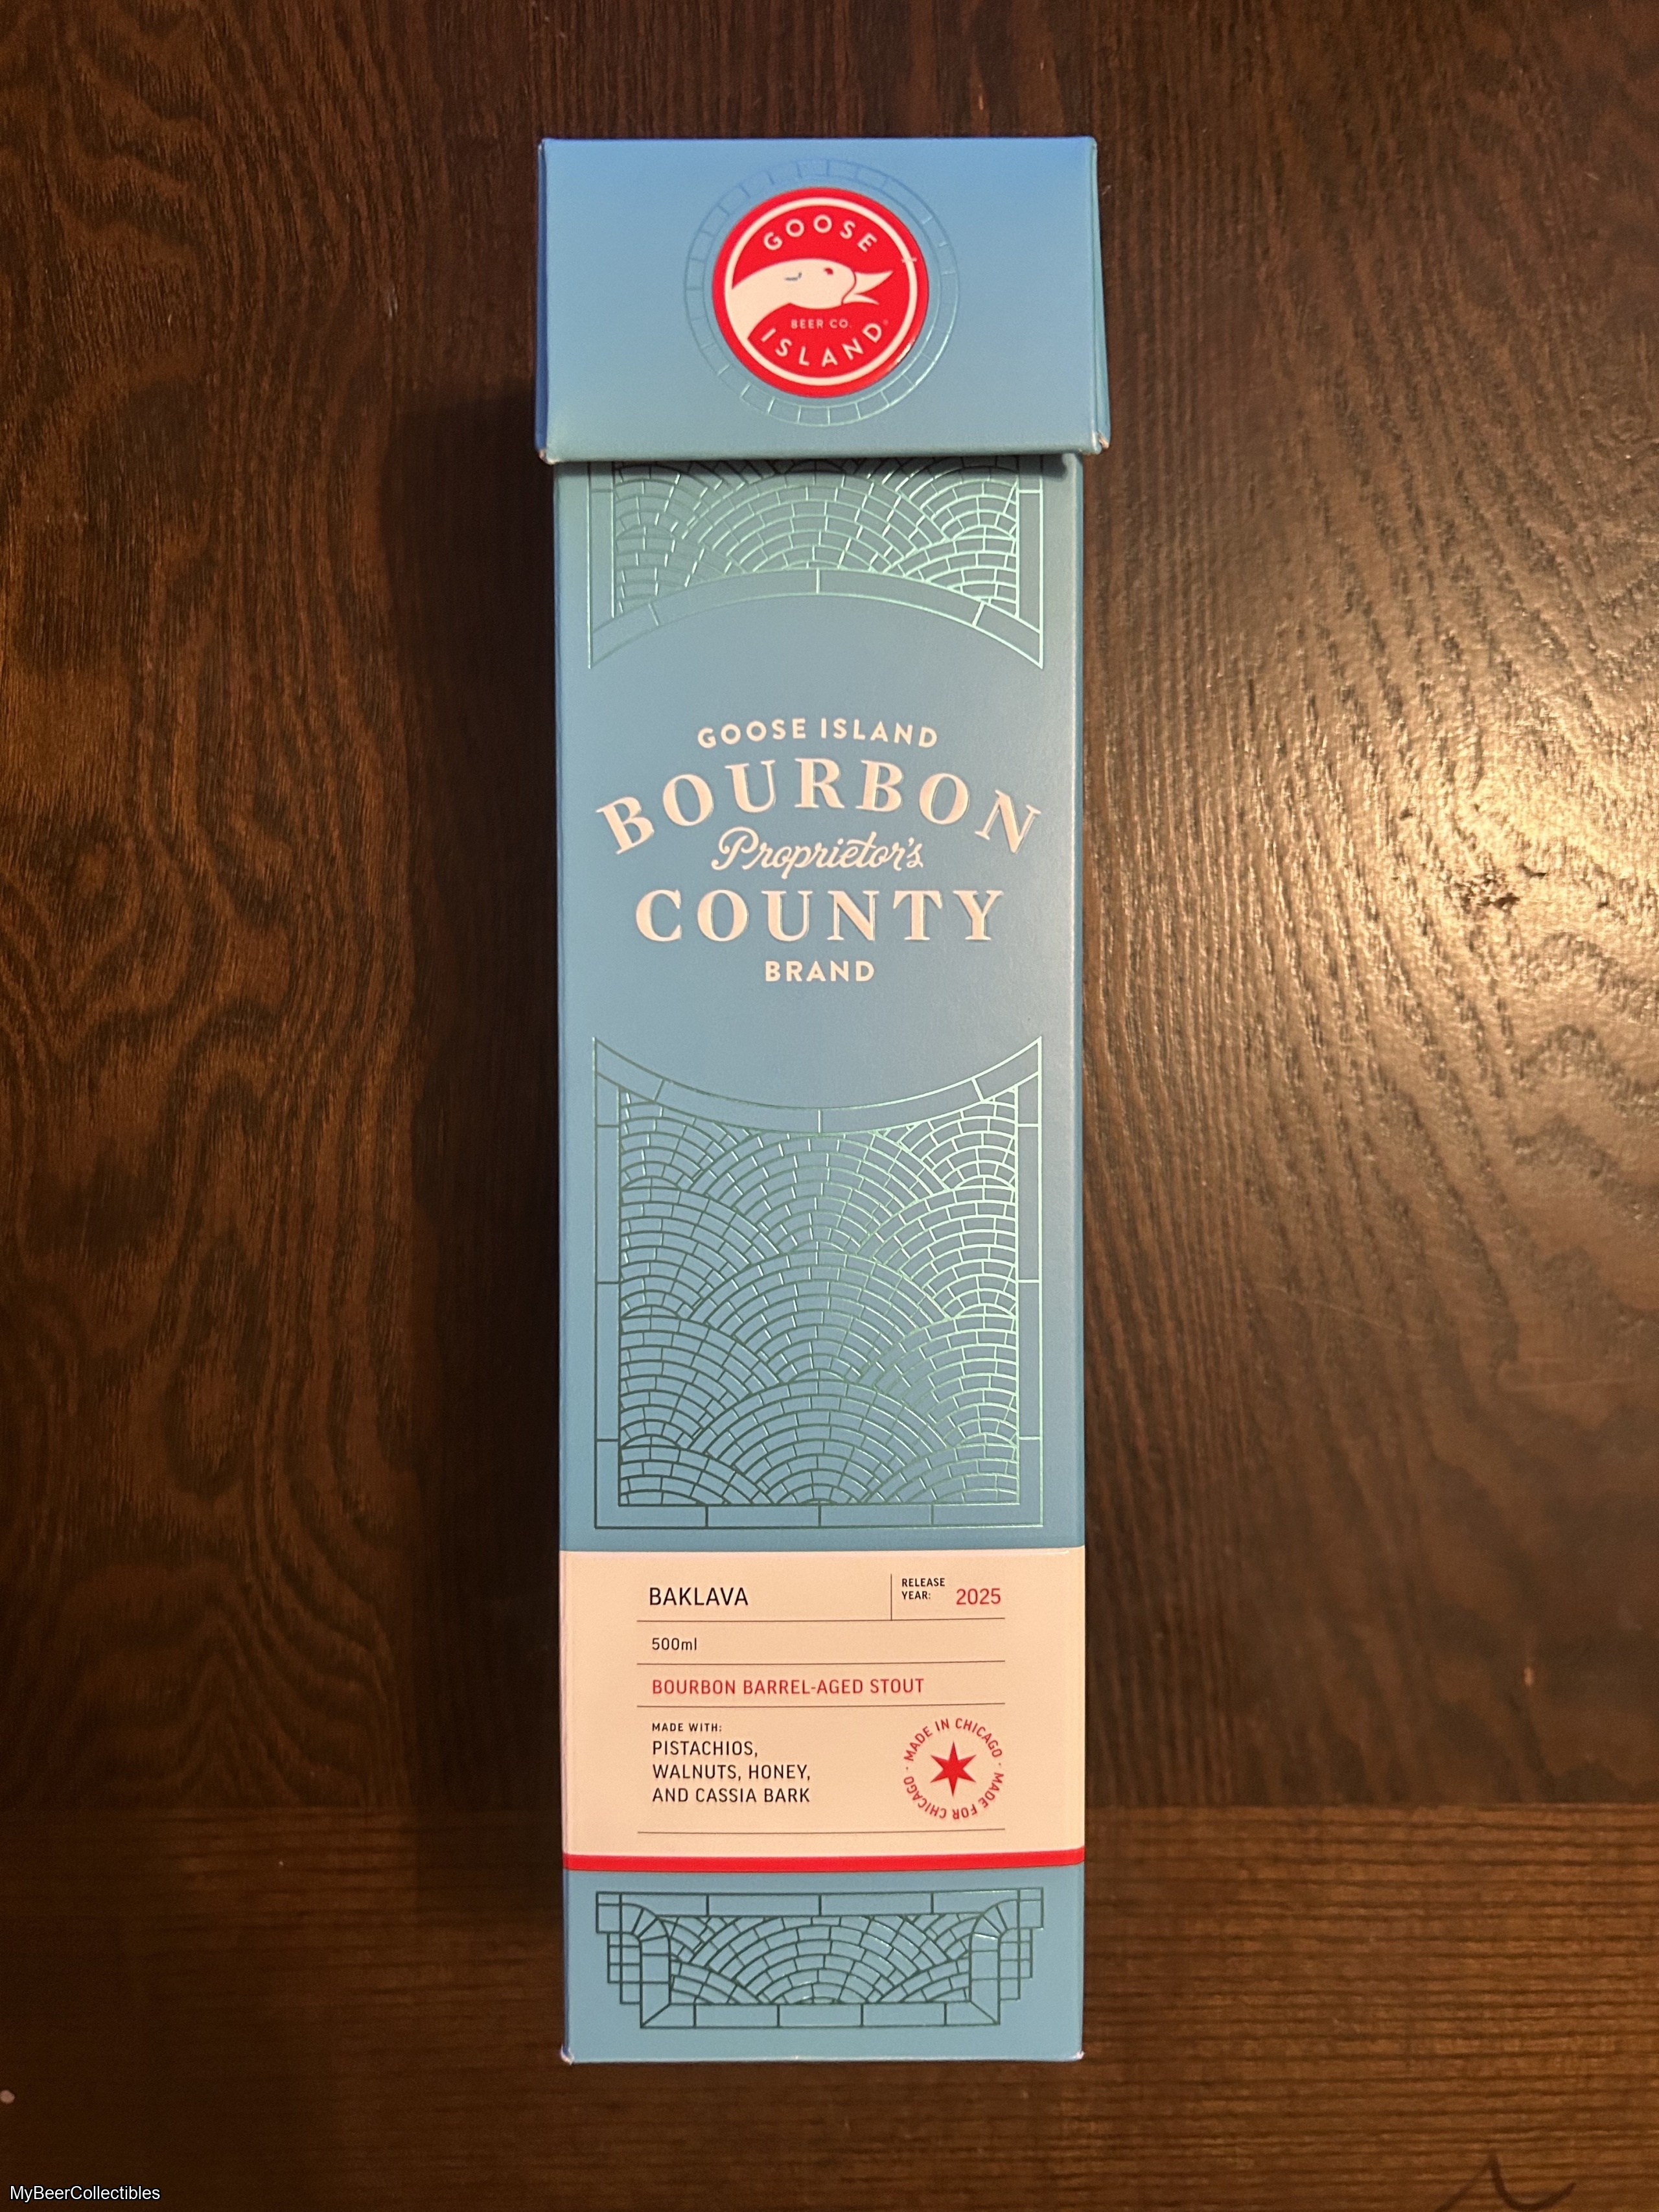 GOOSE
BEER CO.
ISLAND
GOOSE ISLAND
BOURBON
Proprietor's
COUNTY
BRAND
BAKLAVA
RELEASE
YEAR: 2025
500ml
BOURBON BARREL-AGED STOUT
MADE WITH:
PISTACHIOS,
WALNUTS, HONEY,
AND CASSIA BARK
MADE IN CHICAGO · MADE FOR CHICAGO ·
MyBeerCollectibles